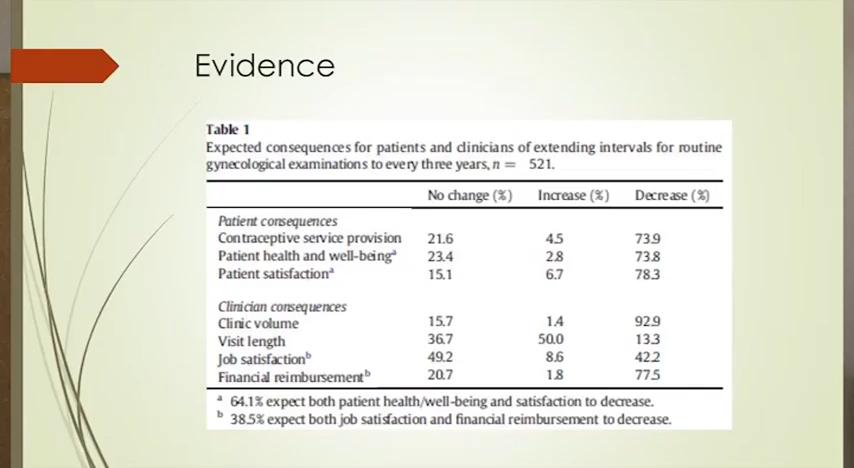 Evidence
Table 1
Expected consequences for patients and clinicians of extending intervals for routine
gynecological examinations to every three years, n = 521.
No change (%) Increase (%) Decrease (%)
Patient consequences
Contraceptive service provision 21.6 4.5 73.9
Patient health and well-being a 23.4 2.8 73.8
Patient satisfaction a 15.1 6.7 78.3
Clinician consequences
Clinic volume 15.7 1.4 92.9
Visit length 36.7 50.0 13.3
Job satisfaction b 49.2 8.6 42.2
Financial reimbursement b 20.7 1.8 77.5
a 64.1% expect both patient health/well-being and satisfaction to decrease.
b 38.5% expect both job satisfaction and financial reimbursement to decrease.